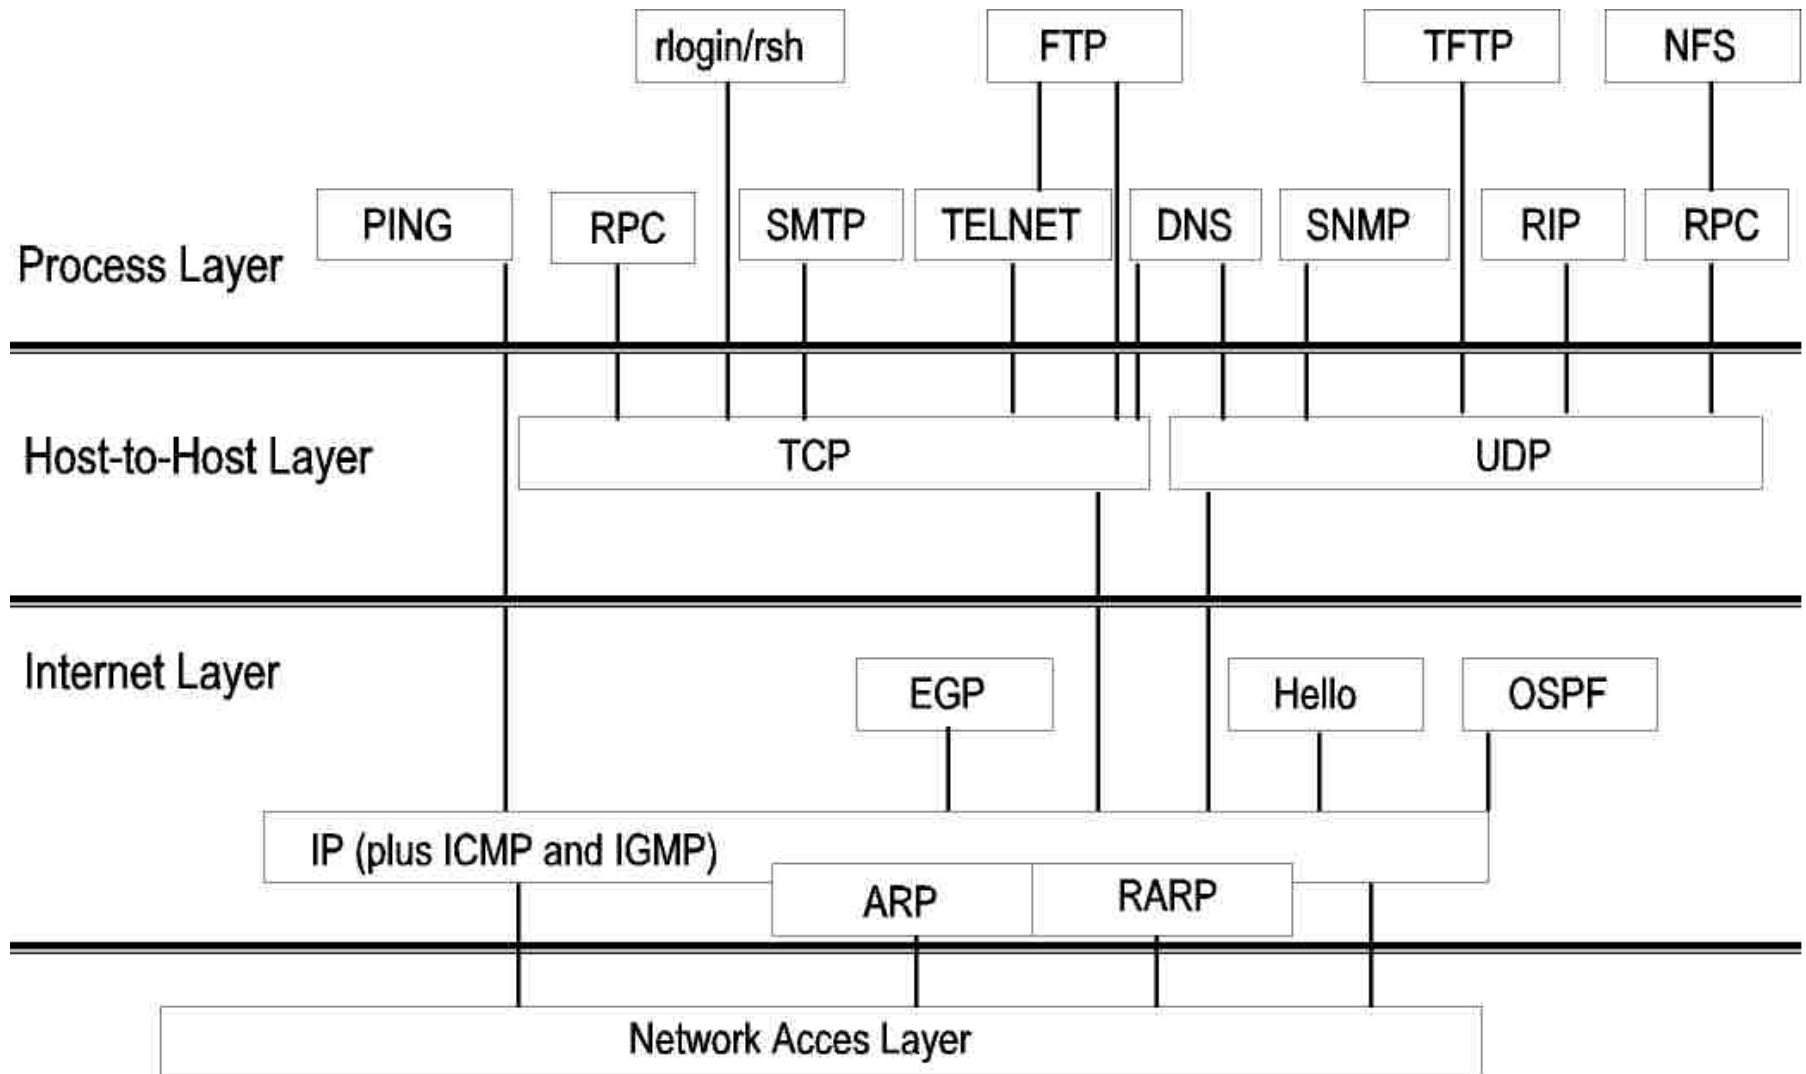 rlogin/rsh
FTP
TFTP
NFS
PING
RPC
SMTP
TELNET
DNS
SNMP
RIP
RPC
Process Layer
Host-to-Host Layer
TCP
UDP
Internet Layer
EGP
Hello
OSPF
IP (plus ICMP and IGMP)
ARP
RARP
Network Acces Layer